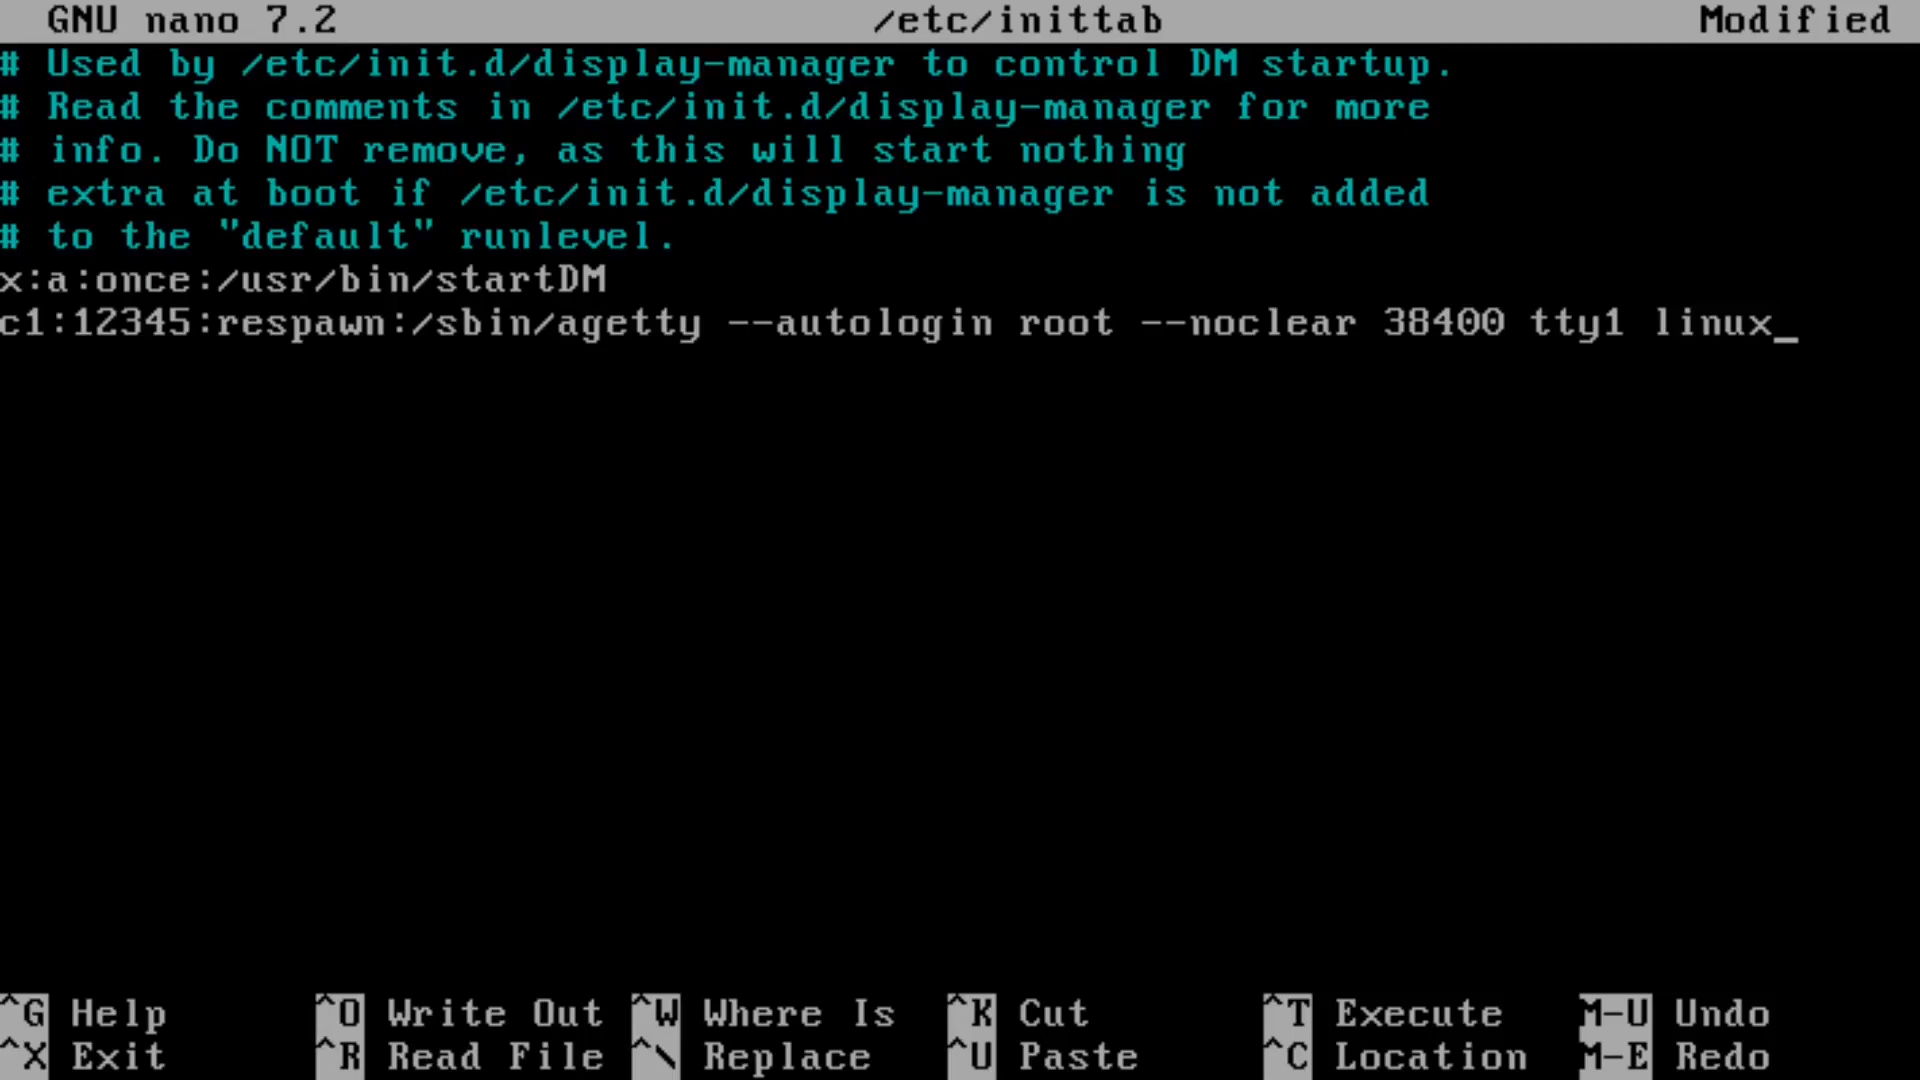 GNU nano 7.2 /etc/inittab Modified
# Used by /etc/init.d/display-manager to control DM startup.
# Read the comments in /etc/init.d/display-manager for more
# info. Do NOT remove, as this will start nothing
# extra at boot if /etc/init.d/display-manager is not added
# to the "default" runlevel.
x:a:once:/usr/bin/startDM
c1:12345:respawn:/sbin/agetty --autologin root --noclear 38400 tty1 linux_
^G Help ^O Write Out ^W Where Is ^K Cut ^T Execute M-U Undo
^X Exit ^R Read File ^\ Replace ^U Paste ^C Location M-E Redo